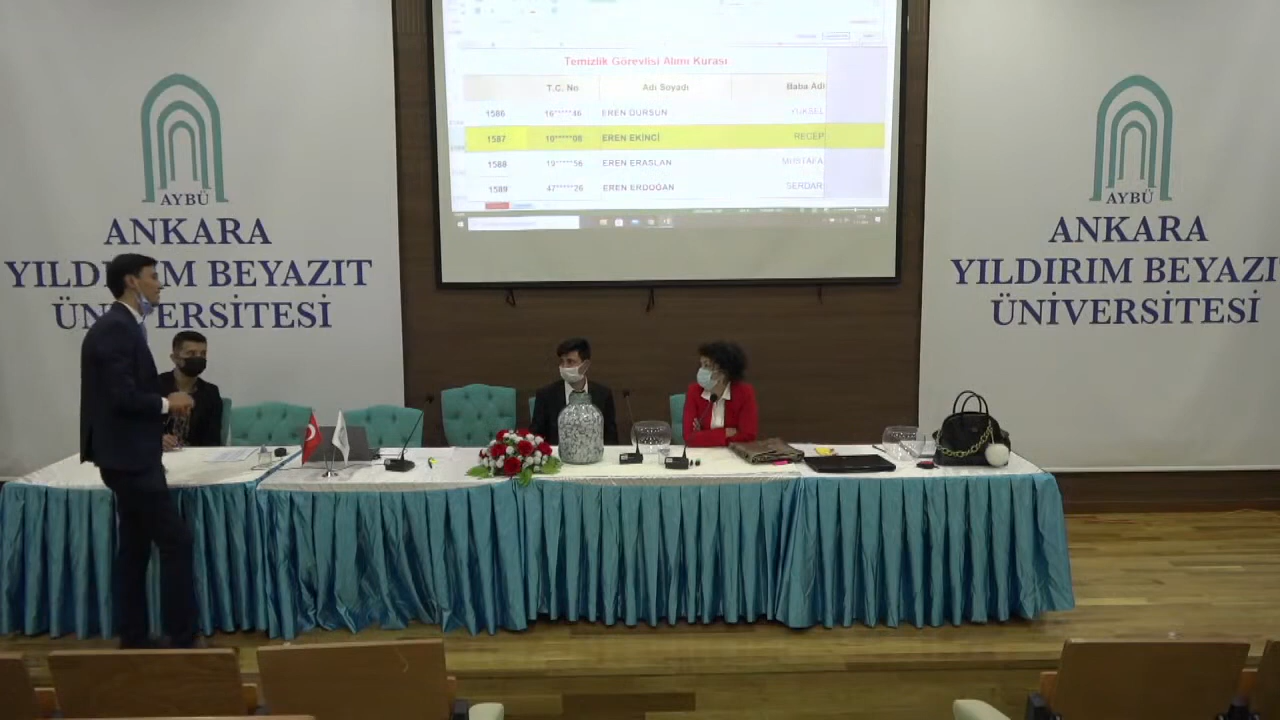 Temizlik Görevlisi Alımı Kurası
T.C. No Adı Soyadı Baba Adı
1586 16*****46 EREN DURSUN YÜKSEL
1587 10*****08 EREN EKİNCİ RECEP
1588 19*****56 EREN ERASLAN MUSTAFA
1589 47*****26 EREN ERDOĞAN SERDAR
AYBÜ
ANKARA
YILDIRIM BEYAZIT
ÜNİVERSİTESİ
AYBÜ
ANKARA
YILDIRIM BEYAZI
ÜNİVERSİTESİ